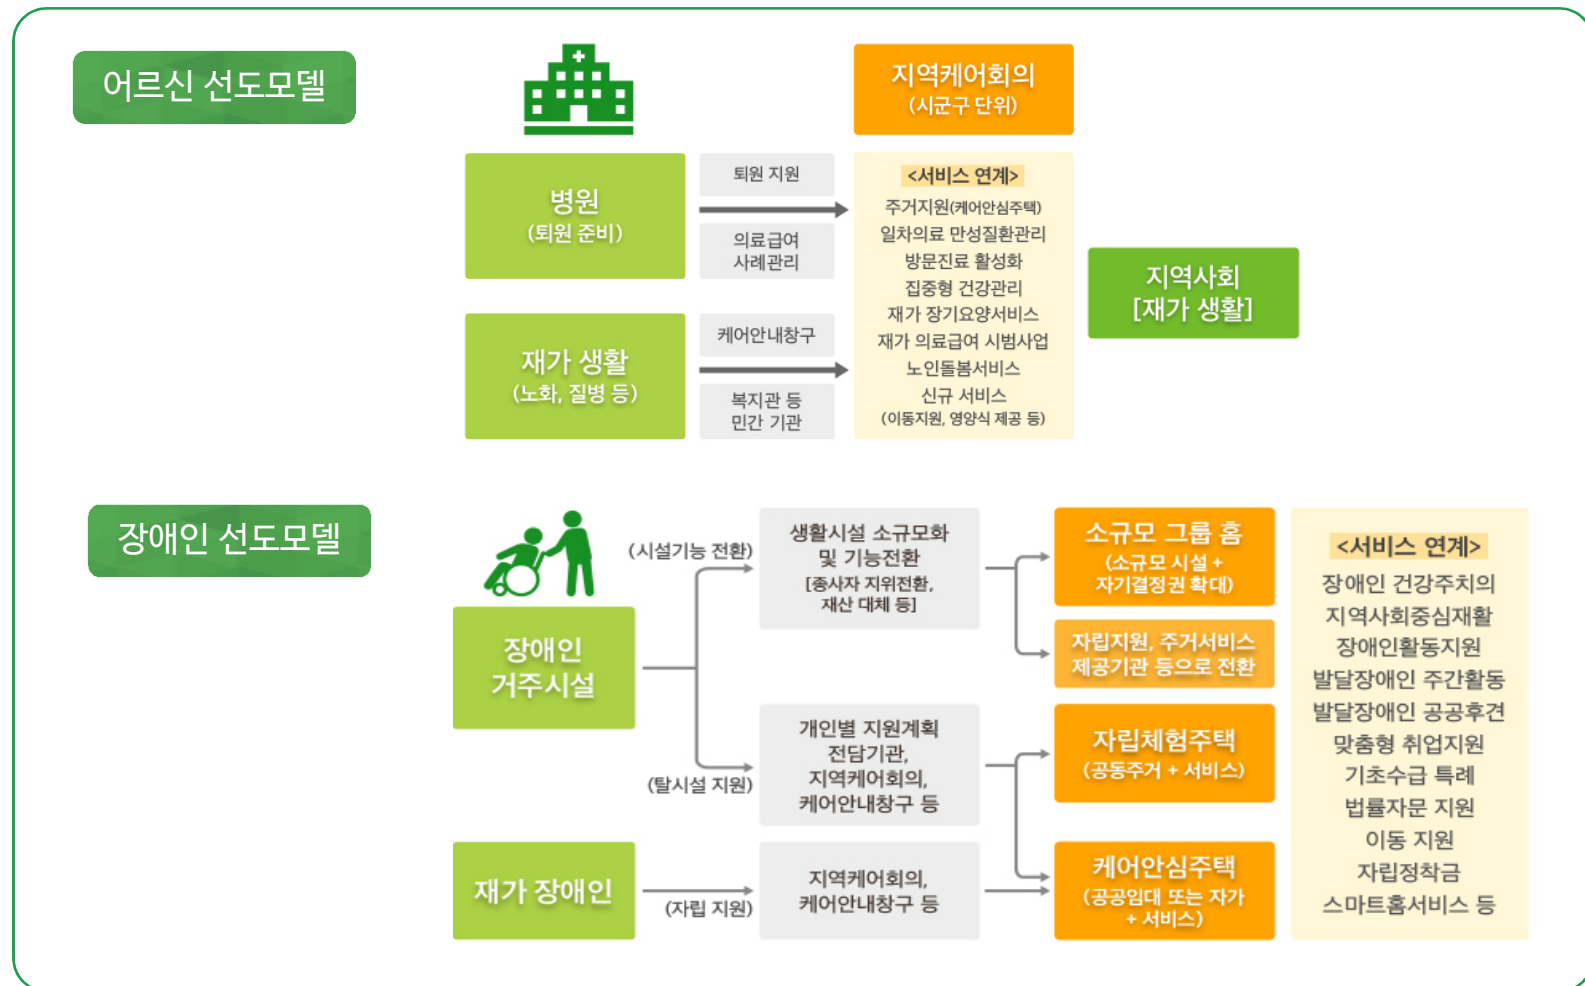 어르신 선도모델
지역케어회의
(시군구 단위)
병원
(퇴원 준비)
퇴원 지원
의료급여
사례관리
재가 생활
(노화, 질병 등)
케어안내창구
복지관 등
민간 기관
<서비스 연계>
주거지원(케어안심주택)
일차의료 만성질환관리
방문진료 활성화
집중형 건강관리
재가 장기요양서비스
재가 의료급여 시범사업
노인돌봄서비스
신규 서비스
(이동지원, 영양식 제공 등)
지역사회
[재가 생활]
장애인 선도모델
장애인
거주시설
(시설기능 전환)
생활시설 소규모화
및 기능전환
[종사자 지위전환,
재산 대체 등]
소규모 그룹 홈
(소규모 시설 +
자기결정권 확대)
자립지원, 주거서비스
제공기관 등으로 전환
(탈시설 지원)
개인별 지원계획
전담기관,
지역케어회의,
케어안내창구 등
자립체험주택
(공동주거 + 서비스)
재가 장애인
(자립 지원)
지역케어회의,
케어안내창구 등
케어안심주택
(공공임대 또는 자가
+ 서비스)
<서비스 연계>
장애인 건강주치의
지역사회중심재활
장애인활동지원
발달장애인 주간활동
발달장애인 공공후견
맞춤형 취업지원
기초수급 특례
법률자문 지원
이동 지원
자립정착금
스마트홈서비스 등